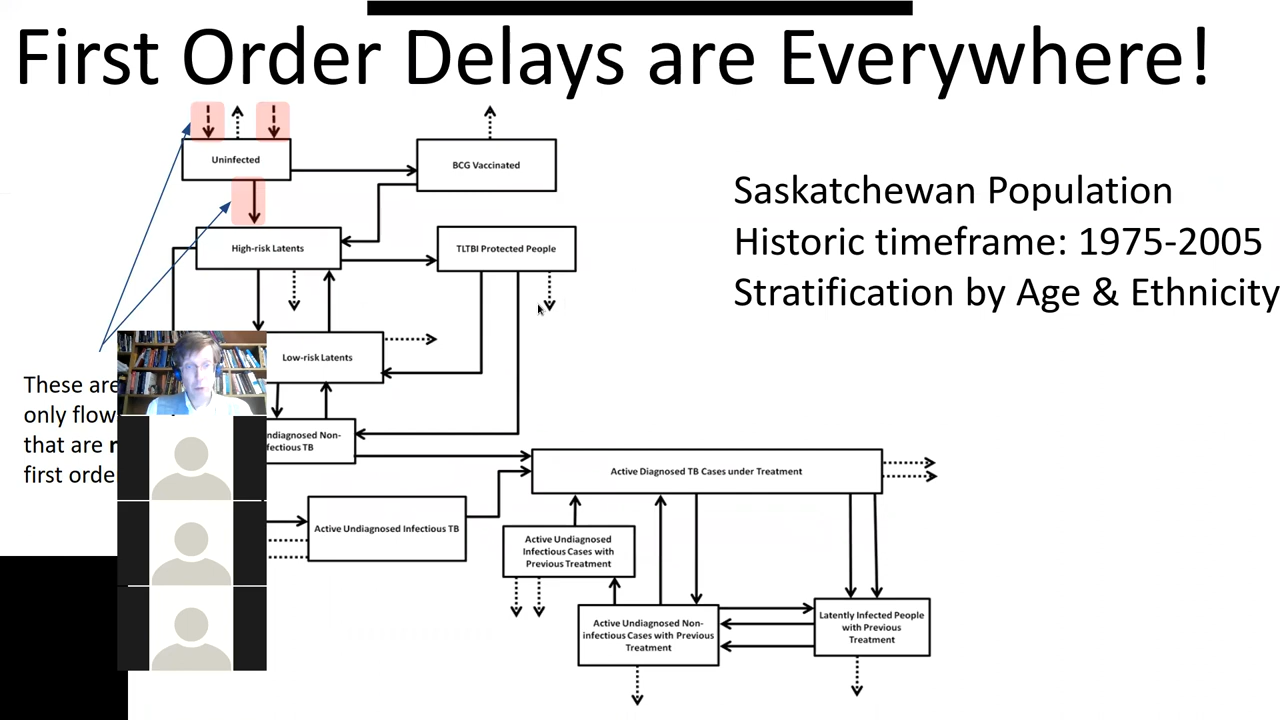 First Order Delays are Everywhere!
Uninfected
BCG Vaccinated
Saskatchewan Population
Historic timeframe: 1975-2005
Stratification by Age & Ethnicity
High-risk Latents
TLTBI Protected People
Low-risk Latents
These are
only flow
that are
first orde
ndiagnosed Non-
fectious TB
Active Diagnosed TB Cases under Treatment
Active Undiagnosed Infectious TB
Active Undiagnosed
Infectious Cases with
Previous Treatment
Active Undiagnosed Non-
infectious Cases with Previous
Treatment
Latently Infected People
with Previous
Treatment